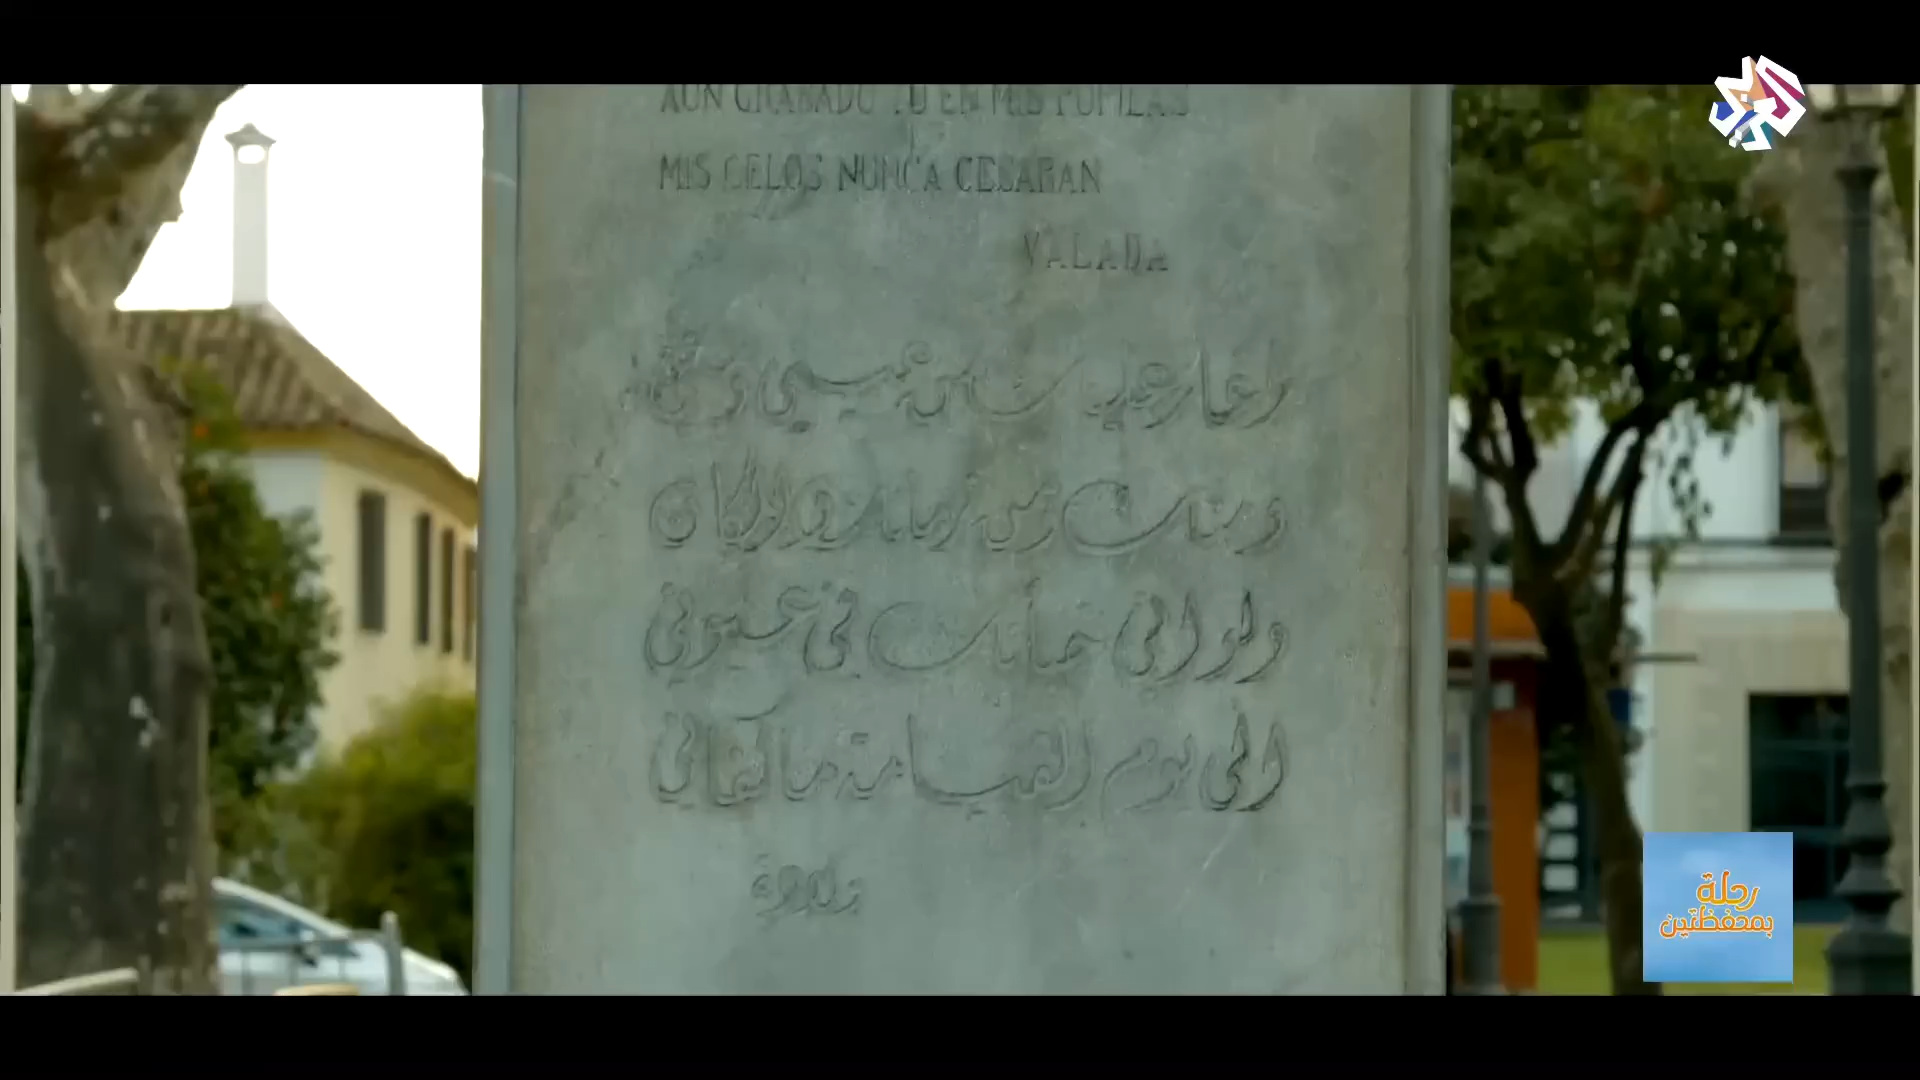 AUN GRABADO TU EN MIS PUPILAS
MIS CELOS NUNCA CESARAN
VALADA
اغار عليك من عيني ومني
ومنك ومن زمانك والمكان
ولو اني خبأتك في عيوني
الى يوم القيامة ما كفاني
ولادة
رحلة
بمحفظتين